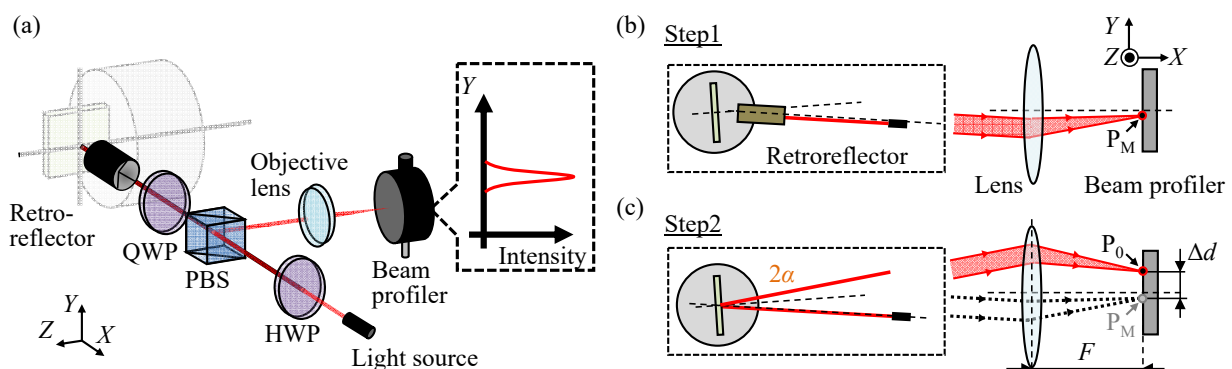 (a)
Y
Objective
lens
Retro-
reflector
QWP
PBS
Beam
profiler
Intensity
HWP
Light source
Y
Z
X
(b)
Step1
Retroreflector
Y
Z
X
P_M
Lens
Beam profiler
(c)
Step2
2α
P_0
Δd
P_M
F